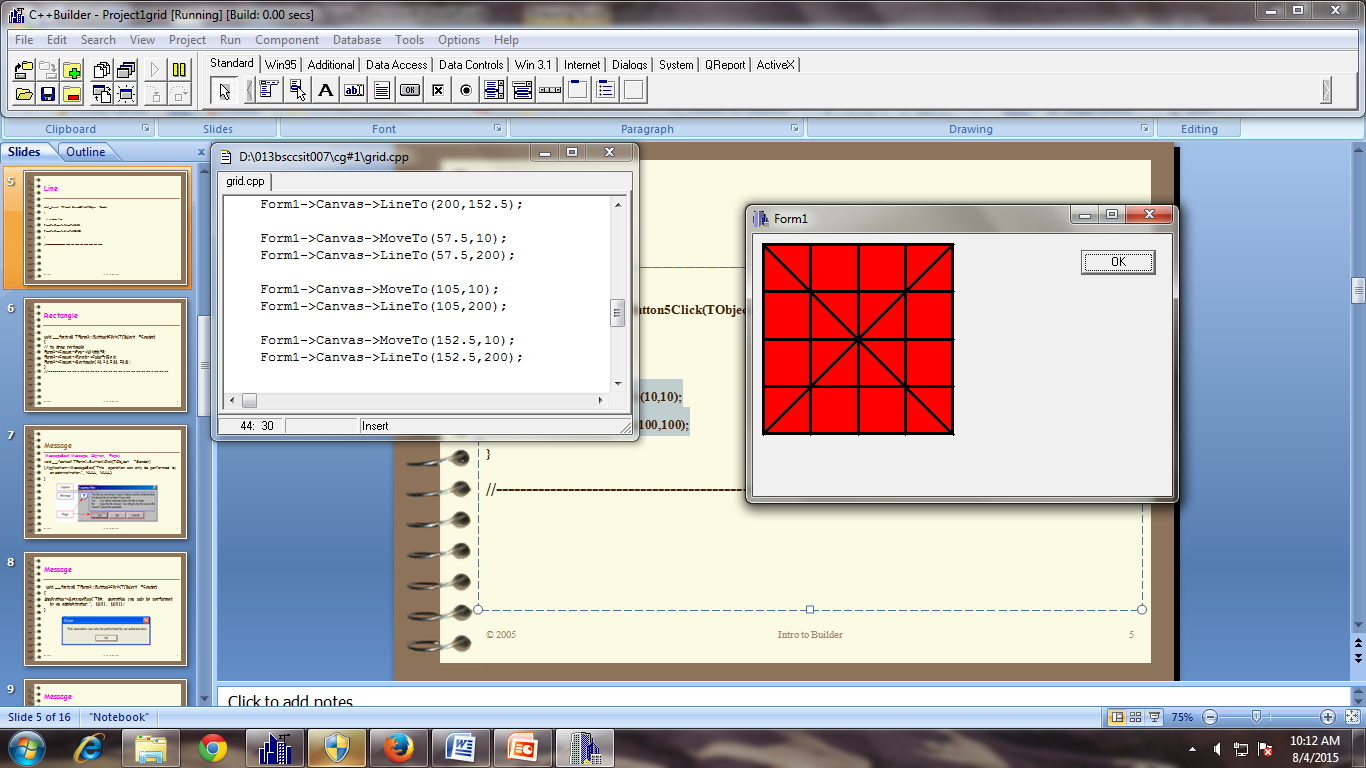 C++Builder - Project1grid [Running] [Build: 0.00 secs]
File Edit Search View Project Run Component Database Tools Options Help
Standard Win95 Additional Data Access Data Controls Win 3.1 Internet Dialogs System QReport ActiveX
Clipboard Slides Font Paragraph Drawing Editing
Slides Outline
D:\013bsccsit007\cg#1\grid.cpp
grid.cpp
Form1->Canvas->LineTo(200,152.5);
Form1->Canvas->MoveTo(57.5,10);
Form1->Canvas->LineTo(57.5,200);
Form1->Canvas->MoveTo(105,10);
Form1->Canvas->LineTo(105,200);
Form1->Canvas->MoveTo(152.5,10);
Form1->Canvas->LineTo(152.5,200);
44: 30 Insert
Form1
OK
utton5Click(TObjec
(10,10);
100,100);
}
//
© 2005 Intro to Builder 5
5
Line
6
Rectangle
7
Message
8
Message
9
Message
Click to add notes
Slide 5 of 16 "Notebook" 75%
10:12 AM
8/4/2015